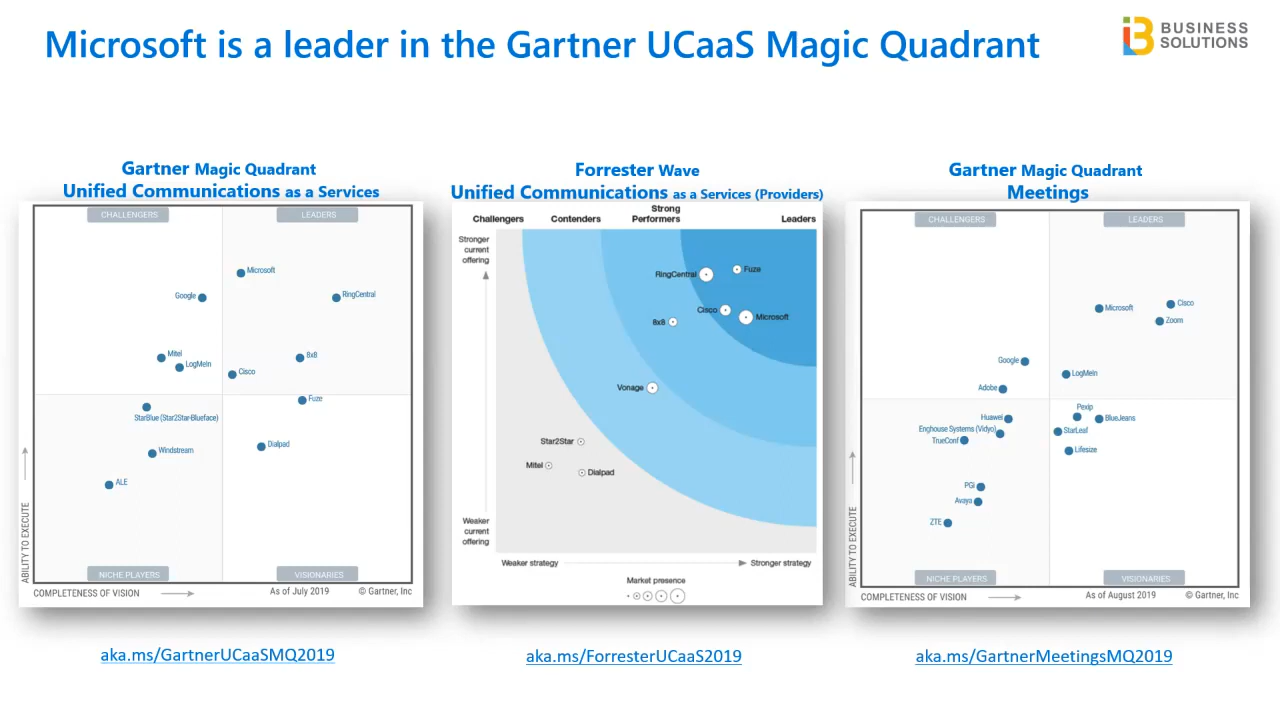 Microsoft is a leader in the Gartner UCaaS Magic Quadrant
BUSINESS
SOLUTIONS
Gartner Magic Quadrant
Unified Communications as a Services
CHALLENGERS
LEADERS
Microsoft
Google
RingCentral
Mitel
LogMeIn
8x8
Cisco
Fuze
StarBlue (Star2Star-Blueface)
Dialpad
Windstream
ALE
ABILITY TO EXECUTE
NICHE PLAYERS
VISIONARIES
COMPLETENESS OF VISION
As of July 2019
© Gartner, Inc
aka.ms/GartnerUCaaSMQ2019
Forrester Wave
Unified Communications as a Services (Providers)
Challengers
Contenders
Strong
Performers
Leaders
Stronger
current
offering
RingCentral
Fuze
Cisco
Microsoft
8x8
Vonage
Star2Star
Mitel
Dialpad
Weaker
current
offering
Weaker strategy
Stronger strategy
Market presence
aka.ms/ForresterUCaaS2019
Gartner Magic Quadrant
Meetings
CHALLENGERS
LEADERS
Microsoft
Cisco
Zoom
Google
LogMeIn
Adobe
Pexip
Huawei
BlueJeans
Enghouse Systems (Vidyo)
StarLeaf
TrueConf
Lifesize
PGi
Avaya
ZTE
ABILITY TO EXECUTE
NICHE PLAYERS
VISIONARIES
COMPLETENESS OF VISION
As of August 2019
© Gartner, Inc
aka.ms/GartnerMeetingsMQ2019